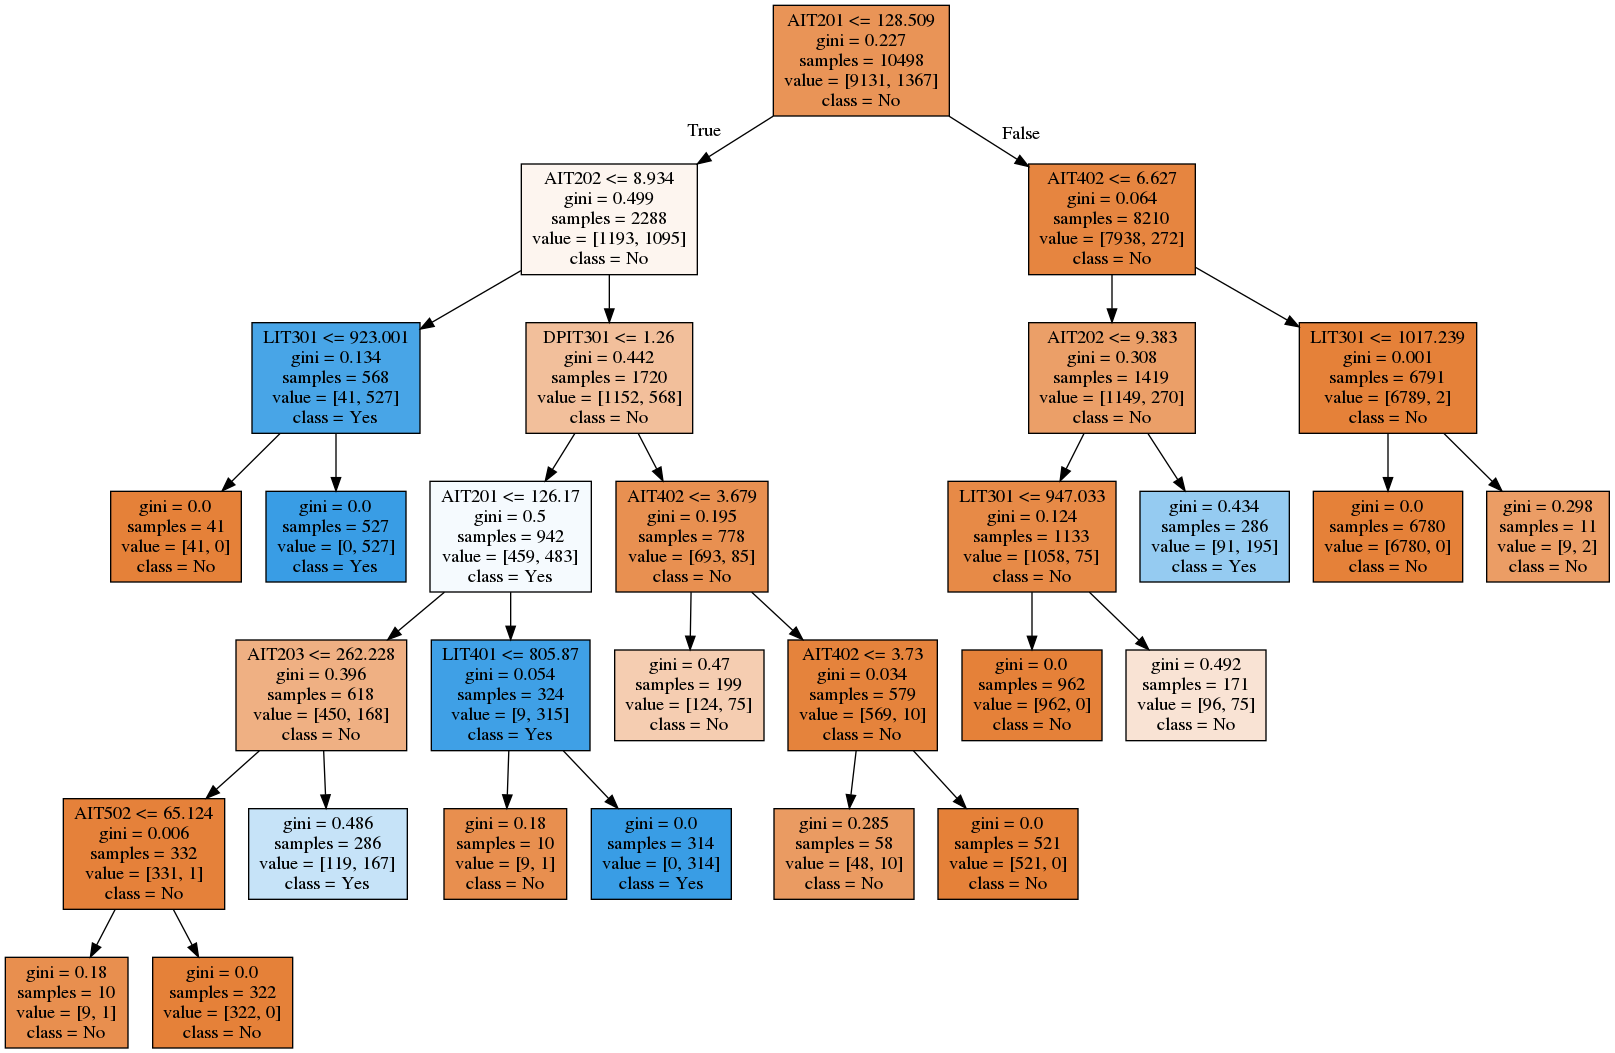 AIT201 <= 128.509
gini = 0.227
samples = 10498
value = [9131, 1367]
class = No
True
False
AIT202 <= 8.934
gini = 0.499
samples = 2288
value = [1193, 1095]
class = No
AIT402 <= 6.627
gini = 0.064
samples = 8210
value = [7938, 272]
class = No
LIT301 <= 923.001
gini = 0.134
samples = 568
value = [41, 527]
class = Yes
DPIT301 <= 1.26
gini = 0.442
samples = 1720
value = [1152, 568]
class = No
AIT202 <= 9.383
gini = 0.308
samples = 1419
value = [1149, 270]
class = No
LIT301 <= 1017.239
gini = 0.001
samples = 6791
value = [6789, 2]
class = No
gini = 0.0
samples = 41
value = [41, 0]
class = No
gini = 0.0
samples = 527
value = [0, 527]
class = Yes
AIT201 <= 126.17
gini = 0.5
samples = 942
value = [459, 483]
class = Yes
AIT402 <= 3.679
gini = 0.195
samples = 778
value = [693, 85]
class = No
LIT301 <= 947.033
gini = 0.124
samples = 1133
value = [1058, 75]
class = No
gini = 0.434
samples = 286
value = [91, 195]
class = Yes
gini = 0.0
samples = 6780
value = [6780, 0]
class = No
gini = 0.298
samples = 11
value = [9, 2]
class = No
AIT203 <= 262.228
gini = 0.396
samples = 618
value = [450, 168]
class = No
LIT401 <= 805.87
gini = 0.054
samples = 324
value = [9, 315]
class = Yes
gini = 0.47
samples = 199
value = [124, 75]
class = No
AIT402 <= 3.73
gini = 0.034
samples = 579
value = [569, 10]
class = No
gini = 0.0
samples = 962
value = [962, 0]
class = No
gini = 0.492
samples = 171
value = [96, 75]
class = No
AIT502 <= 65.124
gini = 0.006
samples = 332
value = [331, 1]
class = No
gini = 0.486
samples = 286
value = [119, 167]
class = Yes
gini = 0.18
samples = 10
value = [9, 1]
class = No
gini = 0.0
samples = 314
value = [0, 314]
class = Yes
gini = 0.285
samples = 58
value = [48, 10]
class = No
gini = 0.0
samples = 521
value = [521, 0]
class = No
gini = 0.18
samples = 10
value = [9, 1]
class = No
gini = 0.0
samples = 322
value = [322, 0]
class = No